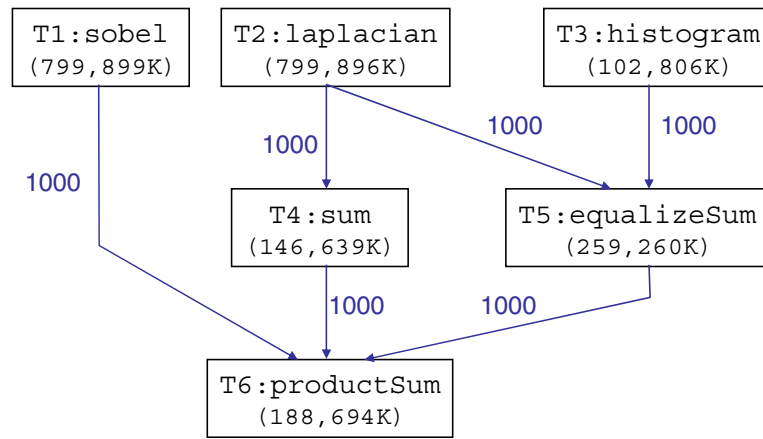 T1:sobel
(799,899K)
T2:laplacian
(799,896K)
T3:histogram
(102,806K)
1000
1000
1000
1000
T4:sum
(146,639K)
T5:equalizeSum
(259,260K)
1000
1000
T6:productSum
(188,694K)